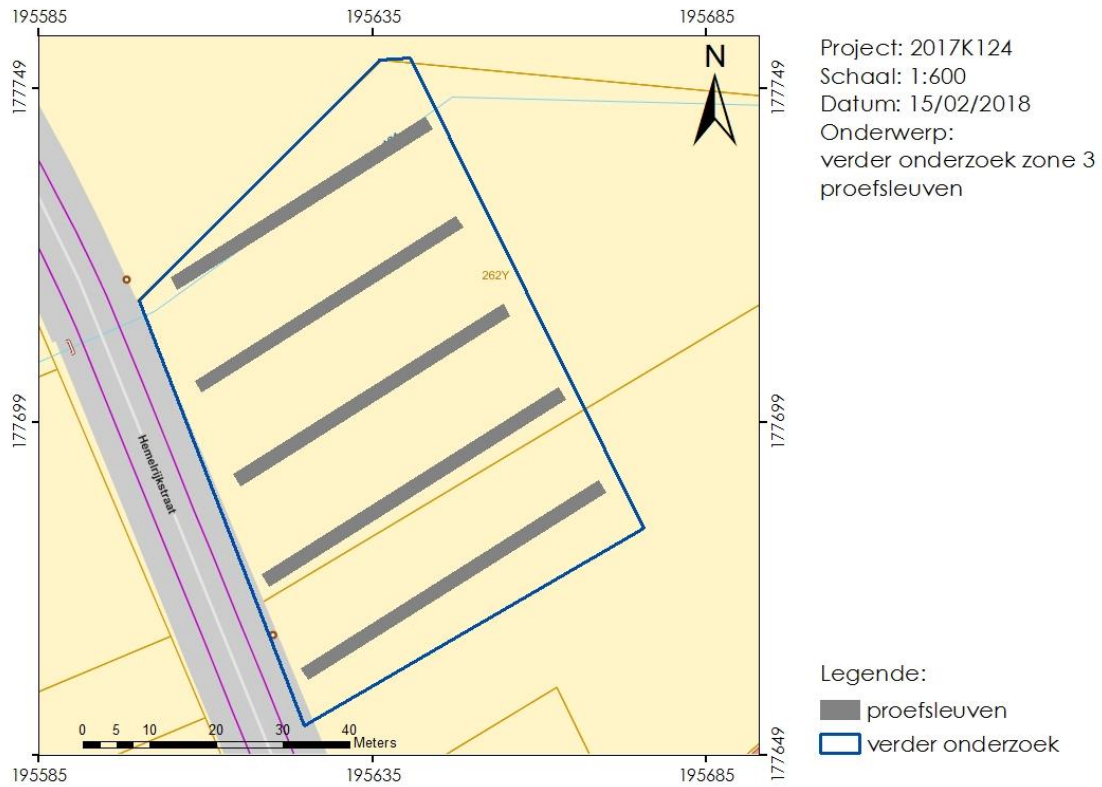 195585
195635
195685
177749
177749
N
Project: 2017K124
Schaal: 1:600
Datum: 15/02/2018
Onderwerp:
verder onderzoek zone 3
proefsleuven
262Y
177699
177699
Hemelrijkstraat
0 5 10 20 30 40
Meters
177649
195585
195635
195685
Legende:
proefsleuven
verder onderzoek